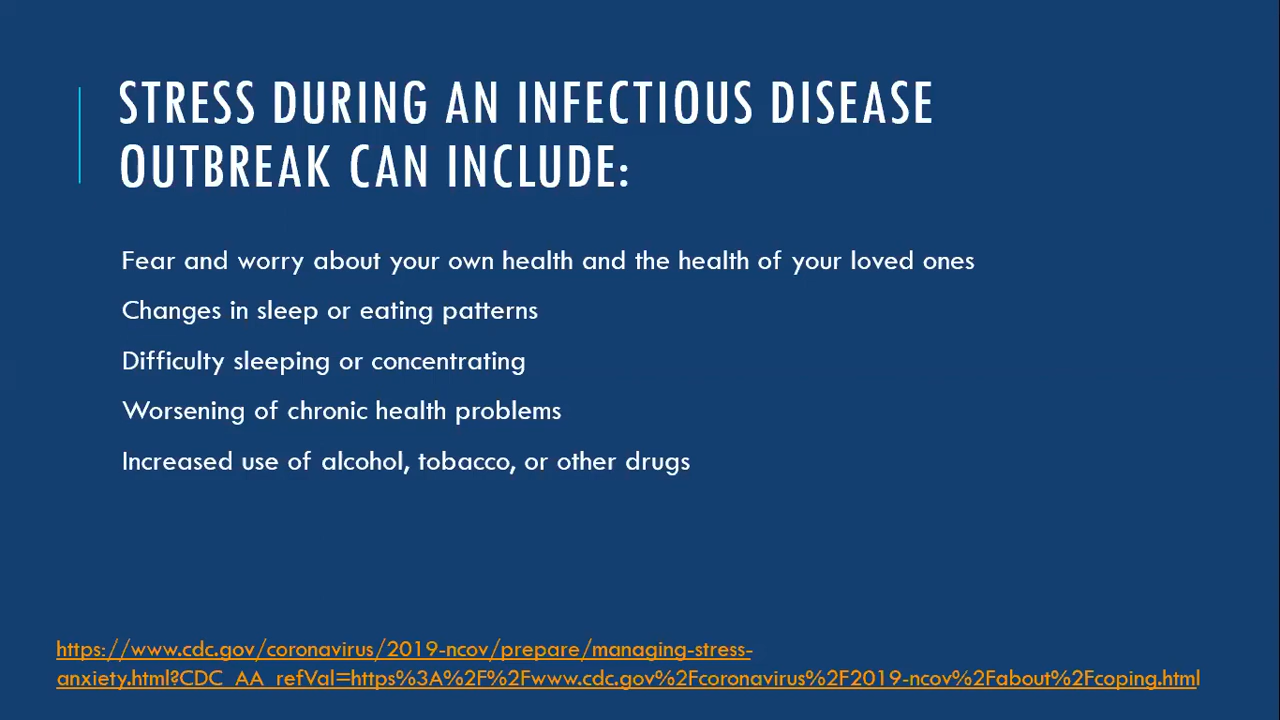 STRESS DURING AN INFECTIOUS DISEASE
OUTBREAK CAN INCLUDE:
Fear and worry about your own health and the health of your loved ones
Changes in sleep or eating patterns
Difficulty sleeping or concentrating
Worsening of chronic health problems
Increased use of alcohol, tobacco, or other drugs
https://www.cdc.gov/coronavirus/2019-ncov/prepare/managing-stress-
anxiety.html?CDC_AA_refVal=https%3A%2F%2Fwww.cdc.gov%2Fcoronavirus%2F2019-ncov%2Fabout%2Fcoping.html